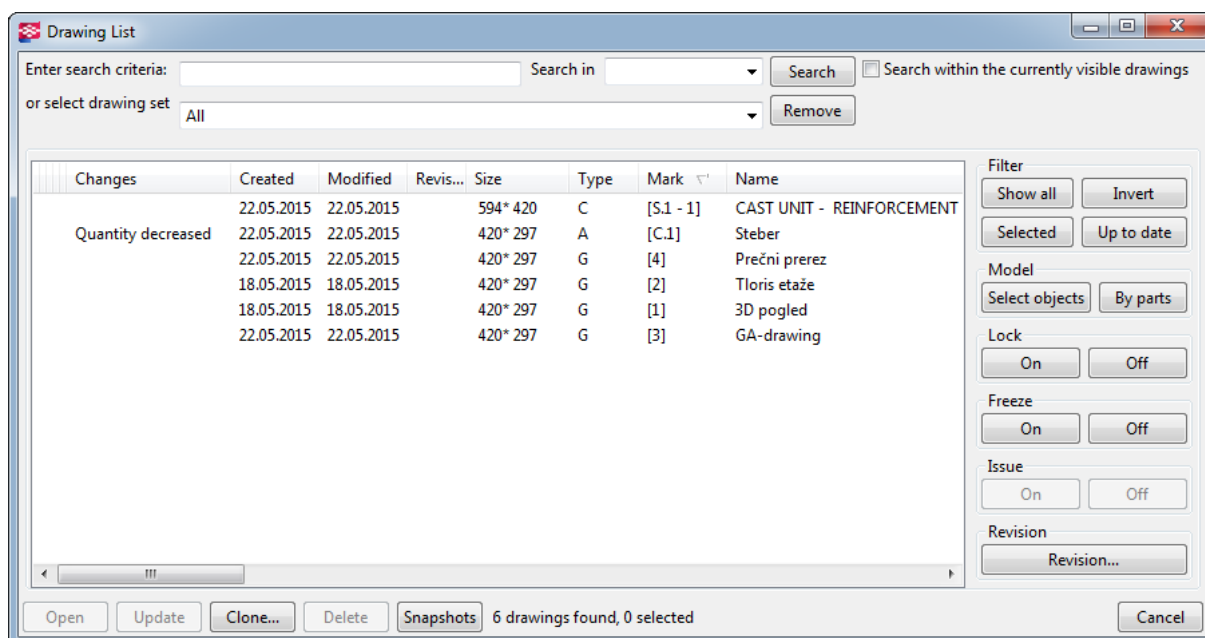 Drawing List
Enter search criteria: Search in Search Search within the currently visible drawings
or select drawing set All Remove
Changes Created Modified Revis... Size Type Mark Name
22.05.2015 22.05.2015 594* 420 C [S.1 - 1] CAST UNIT - REINFORCEMENT
Quantity decreased 22.05.2015 22.05.2015 420* 297 A [C.1] Steber
22.05.2015 22.05.2015 420* 297 G [4] Prečni prerez
18.05.2015 18.05.2015 420* 297 G [2] Tloris etaže
18.05.2015 18.05.2015 420* 297 G [1] 3D pogled
22.05.2015 22.05.2015 420* 297 G [3] GA-drawing
Filter
Show all Invert
Selected Up to date
Model
Select objects By parts
Lock
On Off
Freeze
On Off
Issue
On Off
Revision
Revision...
Open Update Clone... Delete Snapshots 6 drawings found, 0 selected Cancel